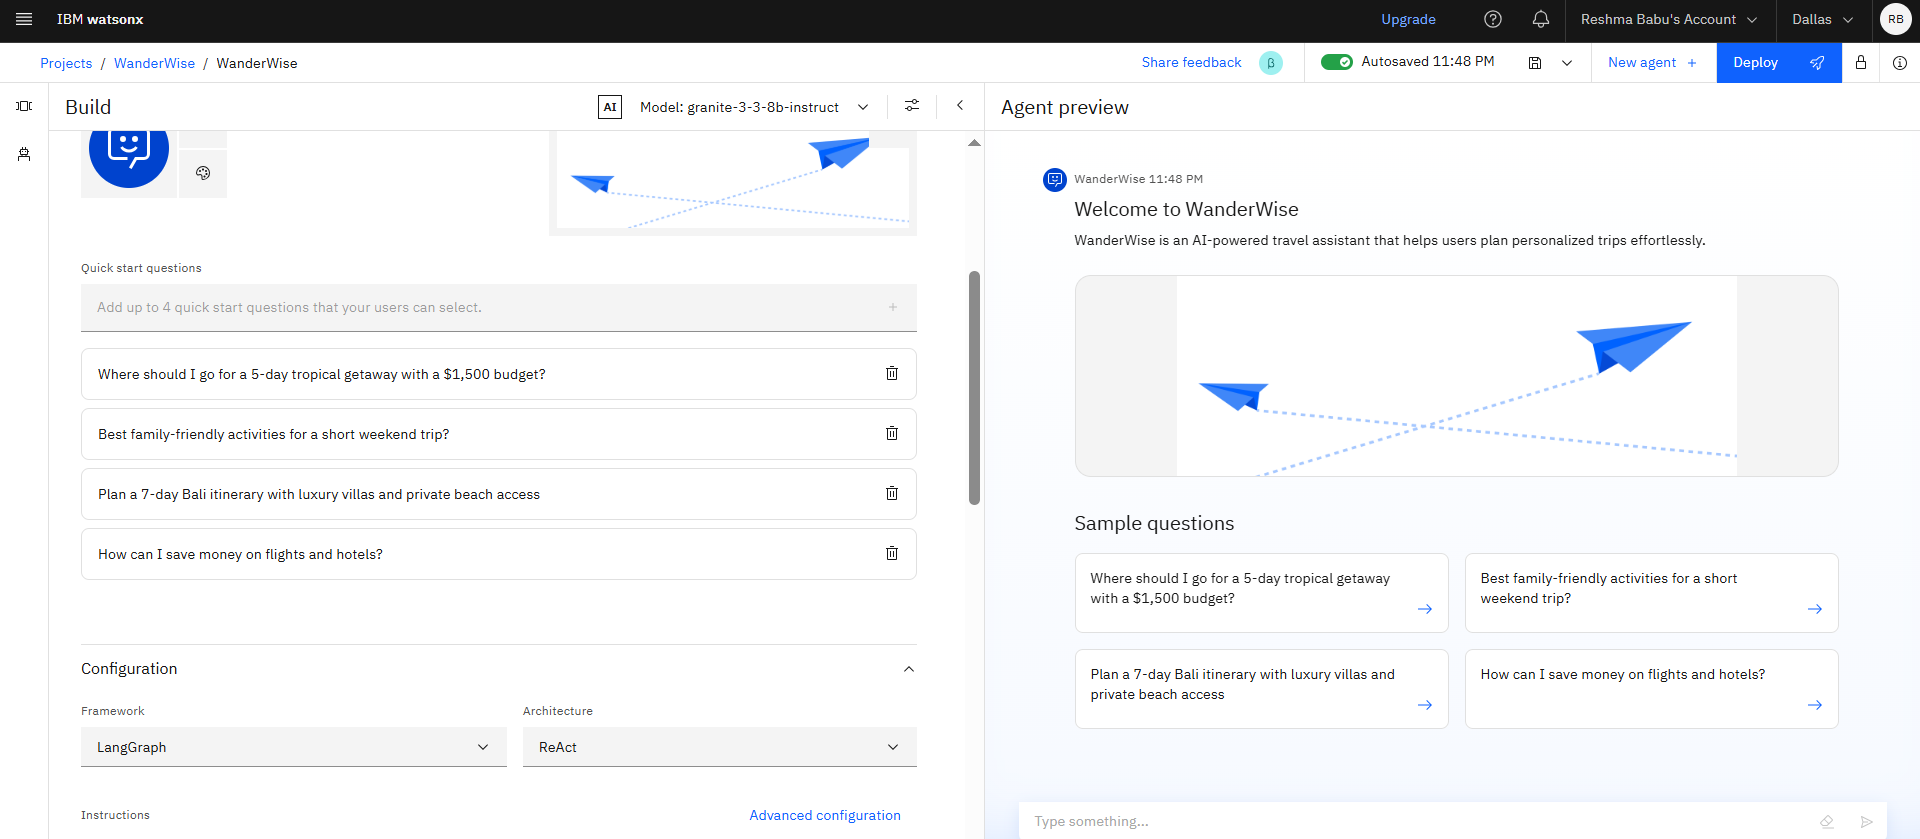 IBM watsonx
Upgrade
Reshma Babu's Account
Dallas
RB
Projects / WanderWise / WanderWise
Share feedback
β
Autosaved 11:48 PM
New agent +
Deploy
Build
AI
Model: granite-3-3-8b-instruct
Agent preview
Quick start questions
Add up to 4 quick start questions that your users can select.
Where should I go for a 5-day tropical getaway with a $1,500 budget?
Best family-friendly activities for a short weekend trip?
Plan a 7-day Bali itinerary with luxury villas and private beach access
How can I save money on flights and hotels?
Configuration
Framework
Architecture
LangGraph
ReAct
Instructions
Advanced configuration
WanderWise 11:48 PM
Welcome to WanderWise
WanderWise is an AI-powered travel assistant that helps users plan personalized trips effortlessly.
Sample questions
Where should I go for a 5-day tropical getaway
with a $1,500 budget?
Best family-friendly activities for a short
weekend trip?
Plan a 7-day Bali itinerary with luxury villas and
private beach access
How can I save money on flights and hotels?
Type something...